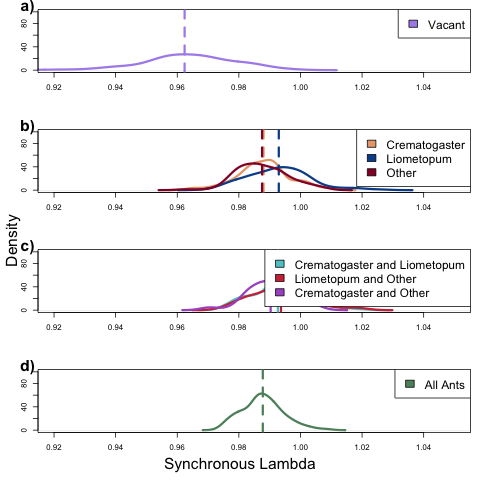 a)
Vacant
0 40 80
0.92 0.94 0.96 0.98 1.00 1.02 1.04
b)
Crematogaster
Liometopum
Other
0 40 80
0.92 0.94 0.96 0.98 1.00 1.02 1.04
Density
c)
Crematogaster and Liometopum
Liometopum and Other
Crematogaster and Other
0 40 80
0.92 0.94 0.96 0.98 1.00 1.02 1.04
d)
All Ants
0 40 80
0.92 0.94 0.96 0.98 1.00 1.02 1.04
Synchronous Lambda